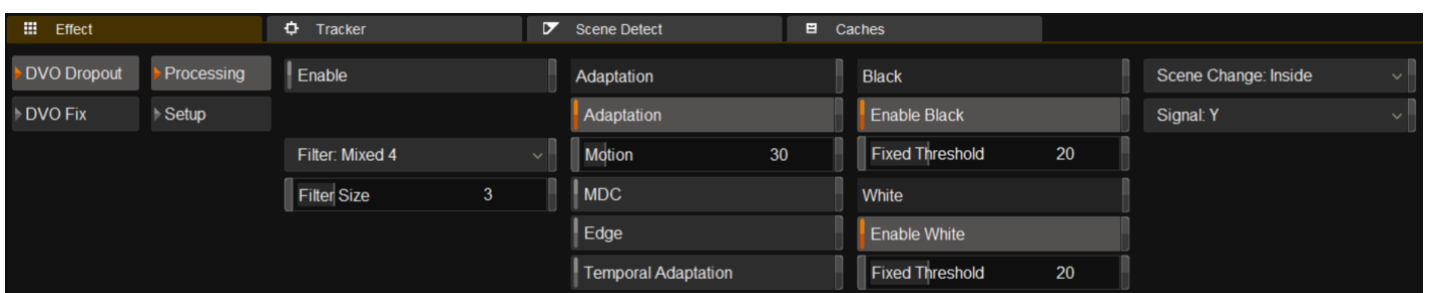 Effect
Tracker
Scene Detect
Caches
DVO Dropout
Processing
Enable
Adaptation
Black
Scene Change: Inside
DVO Fix
Setup
Adaptation
Enable Black
Signal: Y
Filter: Mixed 4
Motion 30
Fixed Threshold 20
Filter Size 3
MDC
White
Edge
Enable White
Temporal Adaptation
Fixed Threshold 20